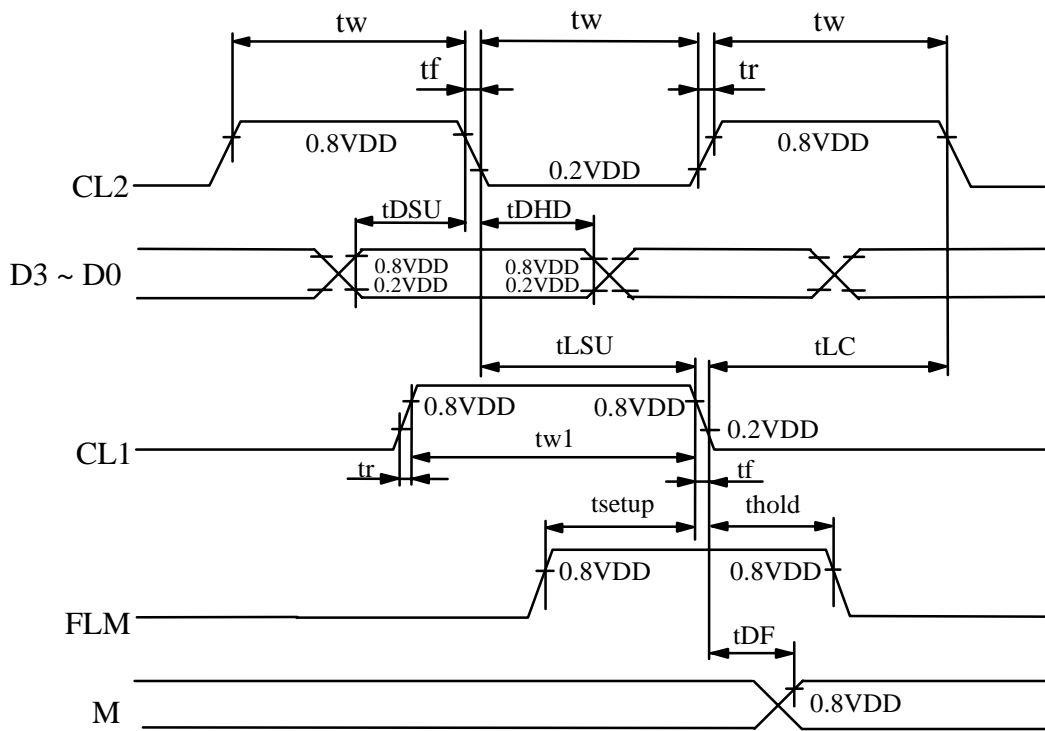 tw tw tw
tf tr
0.8VDD 0.2VDD 0.8VDD
CL2
tDSU tDHD
D3 ~ D0
0.8VDD 0.8VDD
0.2VDD 0.2VDD
tLSU tLC
0.8VDD 0.8VDD
0.2VDD
CL1
tw1
tr tf
tsetup thold
0.8VDD 0.8VDD
FLM
tDF
M
0.8VDD